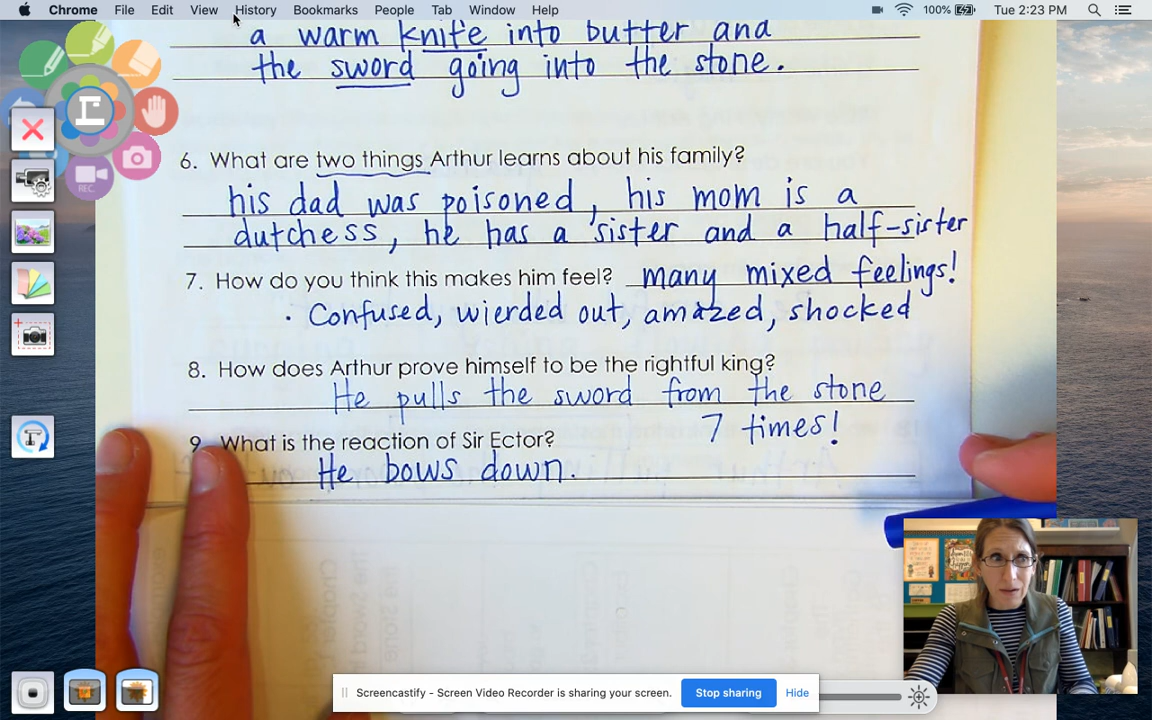 Chrome File Edit View History Bookmarks People Tab Window Help 100% Tue 2:23 PM
a warm knife into butter and
the sword going into the stone.
6. What are two things Arthur learns about his family?
his dad was poisoned, his mom is a
dutchess, he has a sister and a half-sister
7. How do you think this makes him feel? many mixed feelings!
· Confused, wierded out, amazed, shocked
8. How does Arthur prove himself to be the rightful king?
He pulls the sword from the stone
7 times!
9. What is the reaction of Sir Ector?
He bows down.
REC
Screencastify - Screen Video Recorder is sharing your screen. Stop sharing Hide